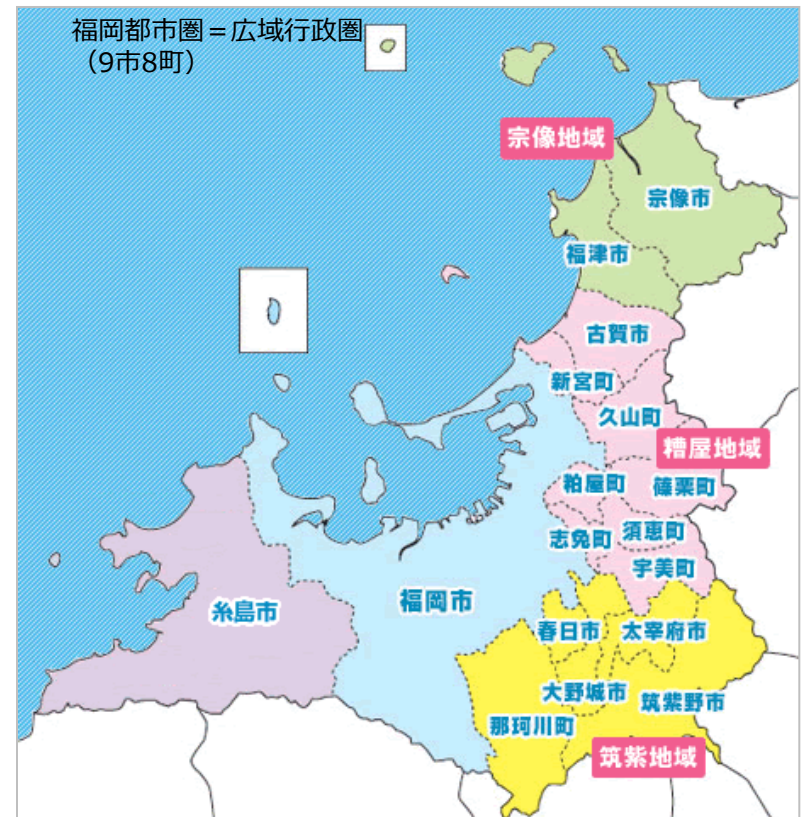 福岡都市圏＝広域行政圏
（9市8町）
宗像地域
宗像市
福津市
古賀市
新宮町
久山町
糟屋地域
粕屋町
篠栗町
志免町
須恵町
宇美町
糸島市
福岡市
春日市
太宰府市
大野城市
筑紫野市
那珂川町
筑紫地域